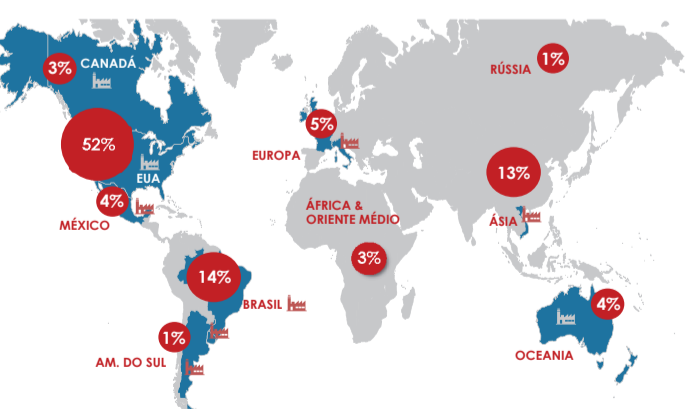 3%
CANADÁ
52%
EUA
4%
MÉXICO
14%
BRASIL
1%
AM. DO SUL
5%
EUROPA
ÁFRICA &
ORIENTE MÉDIO
3%
1%
RÚSSIA
13%
ÁSIA
4%
OCEANIA